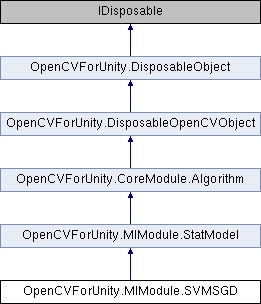 IDisposable
OpenCVForUnity.DisposableObject
OpenCVForUnity.DisposableOpenCVObject
OpenCVForUnity.CoreModule.Algorithm
OpenCVForUnity.MlModule.StatModel
OpenCVForUnity.MlModule.SVMSGD